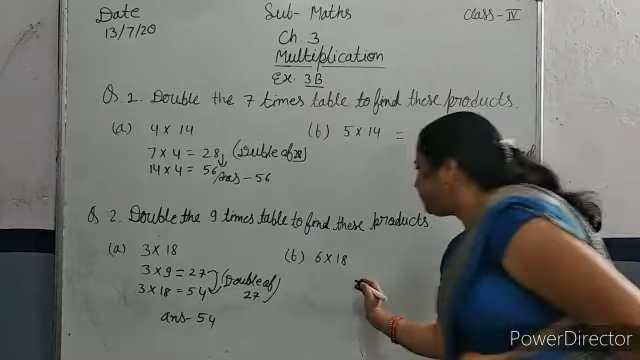 Date Sub- Maths Class- IV
13/7/20 Ch. 3
Multiplication
Ex. 3B
Q. 1. Double the 7 times table to find these products.
(a) 4 x 14 (b) 5 x 14 =
7 x 4 = 28 (Duble of 28)
14 x 4 = 56 ans - 56
Q 2. Double the 9 times table to find these products
(a) 3 x 18 (b) 6 x 18
3 x 9 = 27 (Double of
3 x 18 = 54 27)
ans - 54
PowerDirector